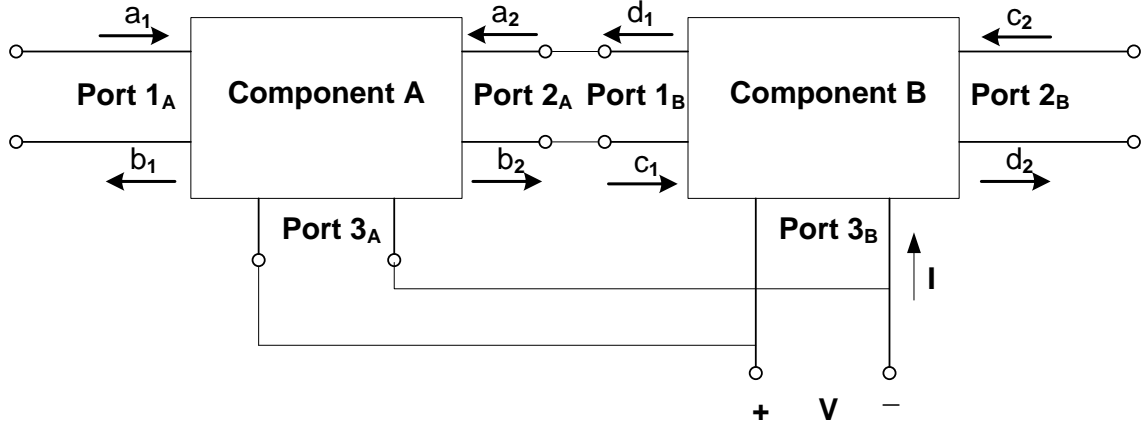 a1 a2 d1 c2
Component A Component B
Port 1A Port 2A Port 1B Port 2B
b1 b2 c1 d2
Port 3A Port 3B
I
+ V −